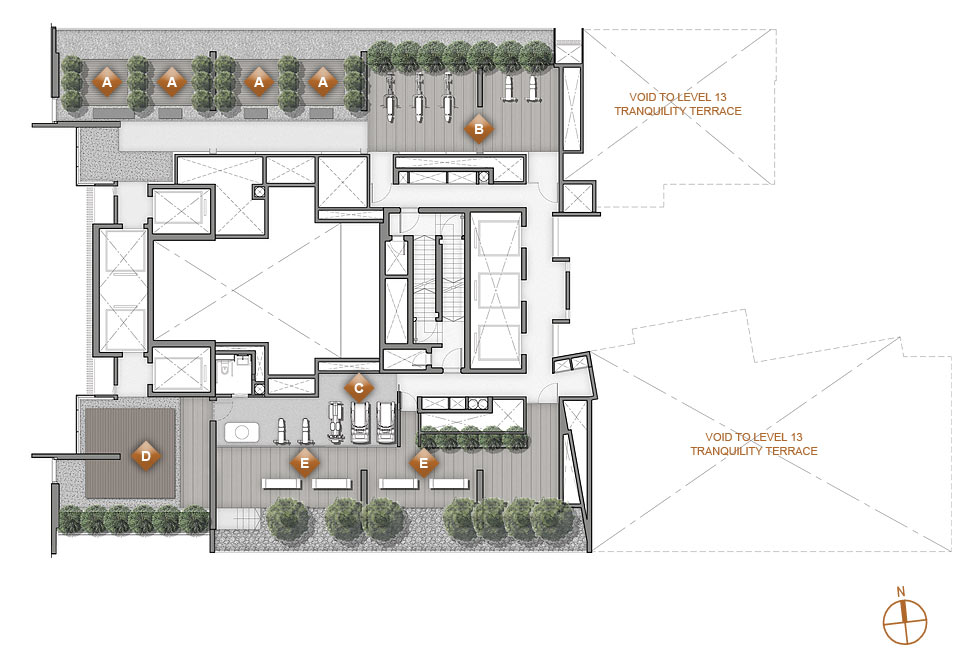 A A A A
VOID TO LEVEL 13
TRANQUILITY TERRACE
B
C
VOID TO LEVEL 13
TRANQUILITY TERRACE
D
E E
N